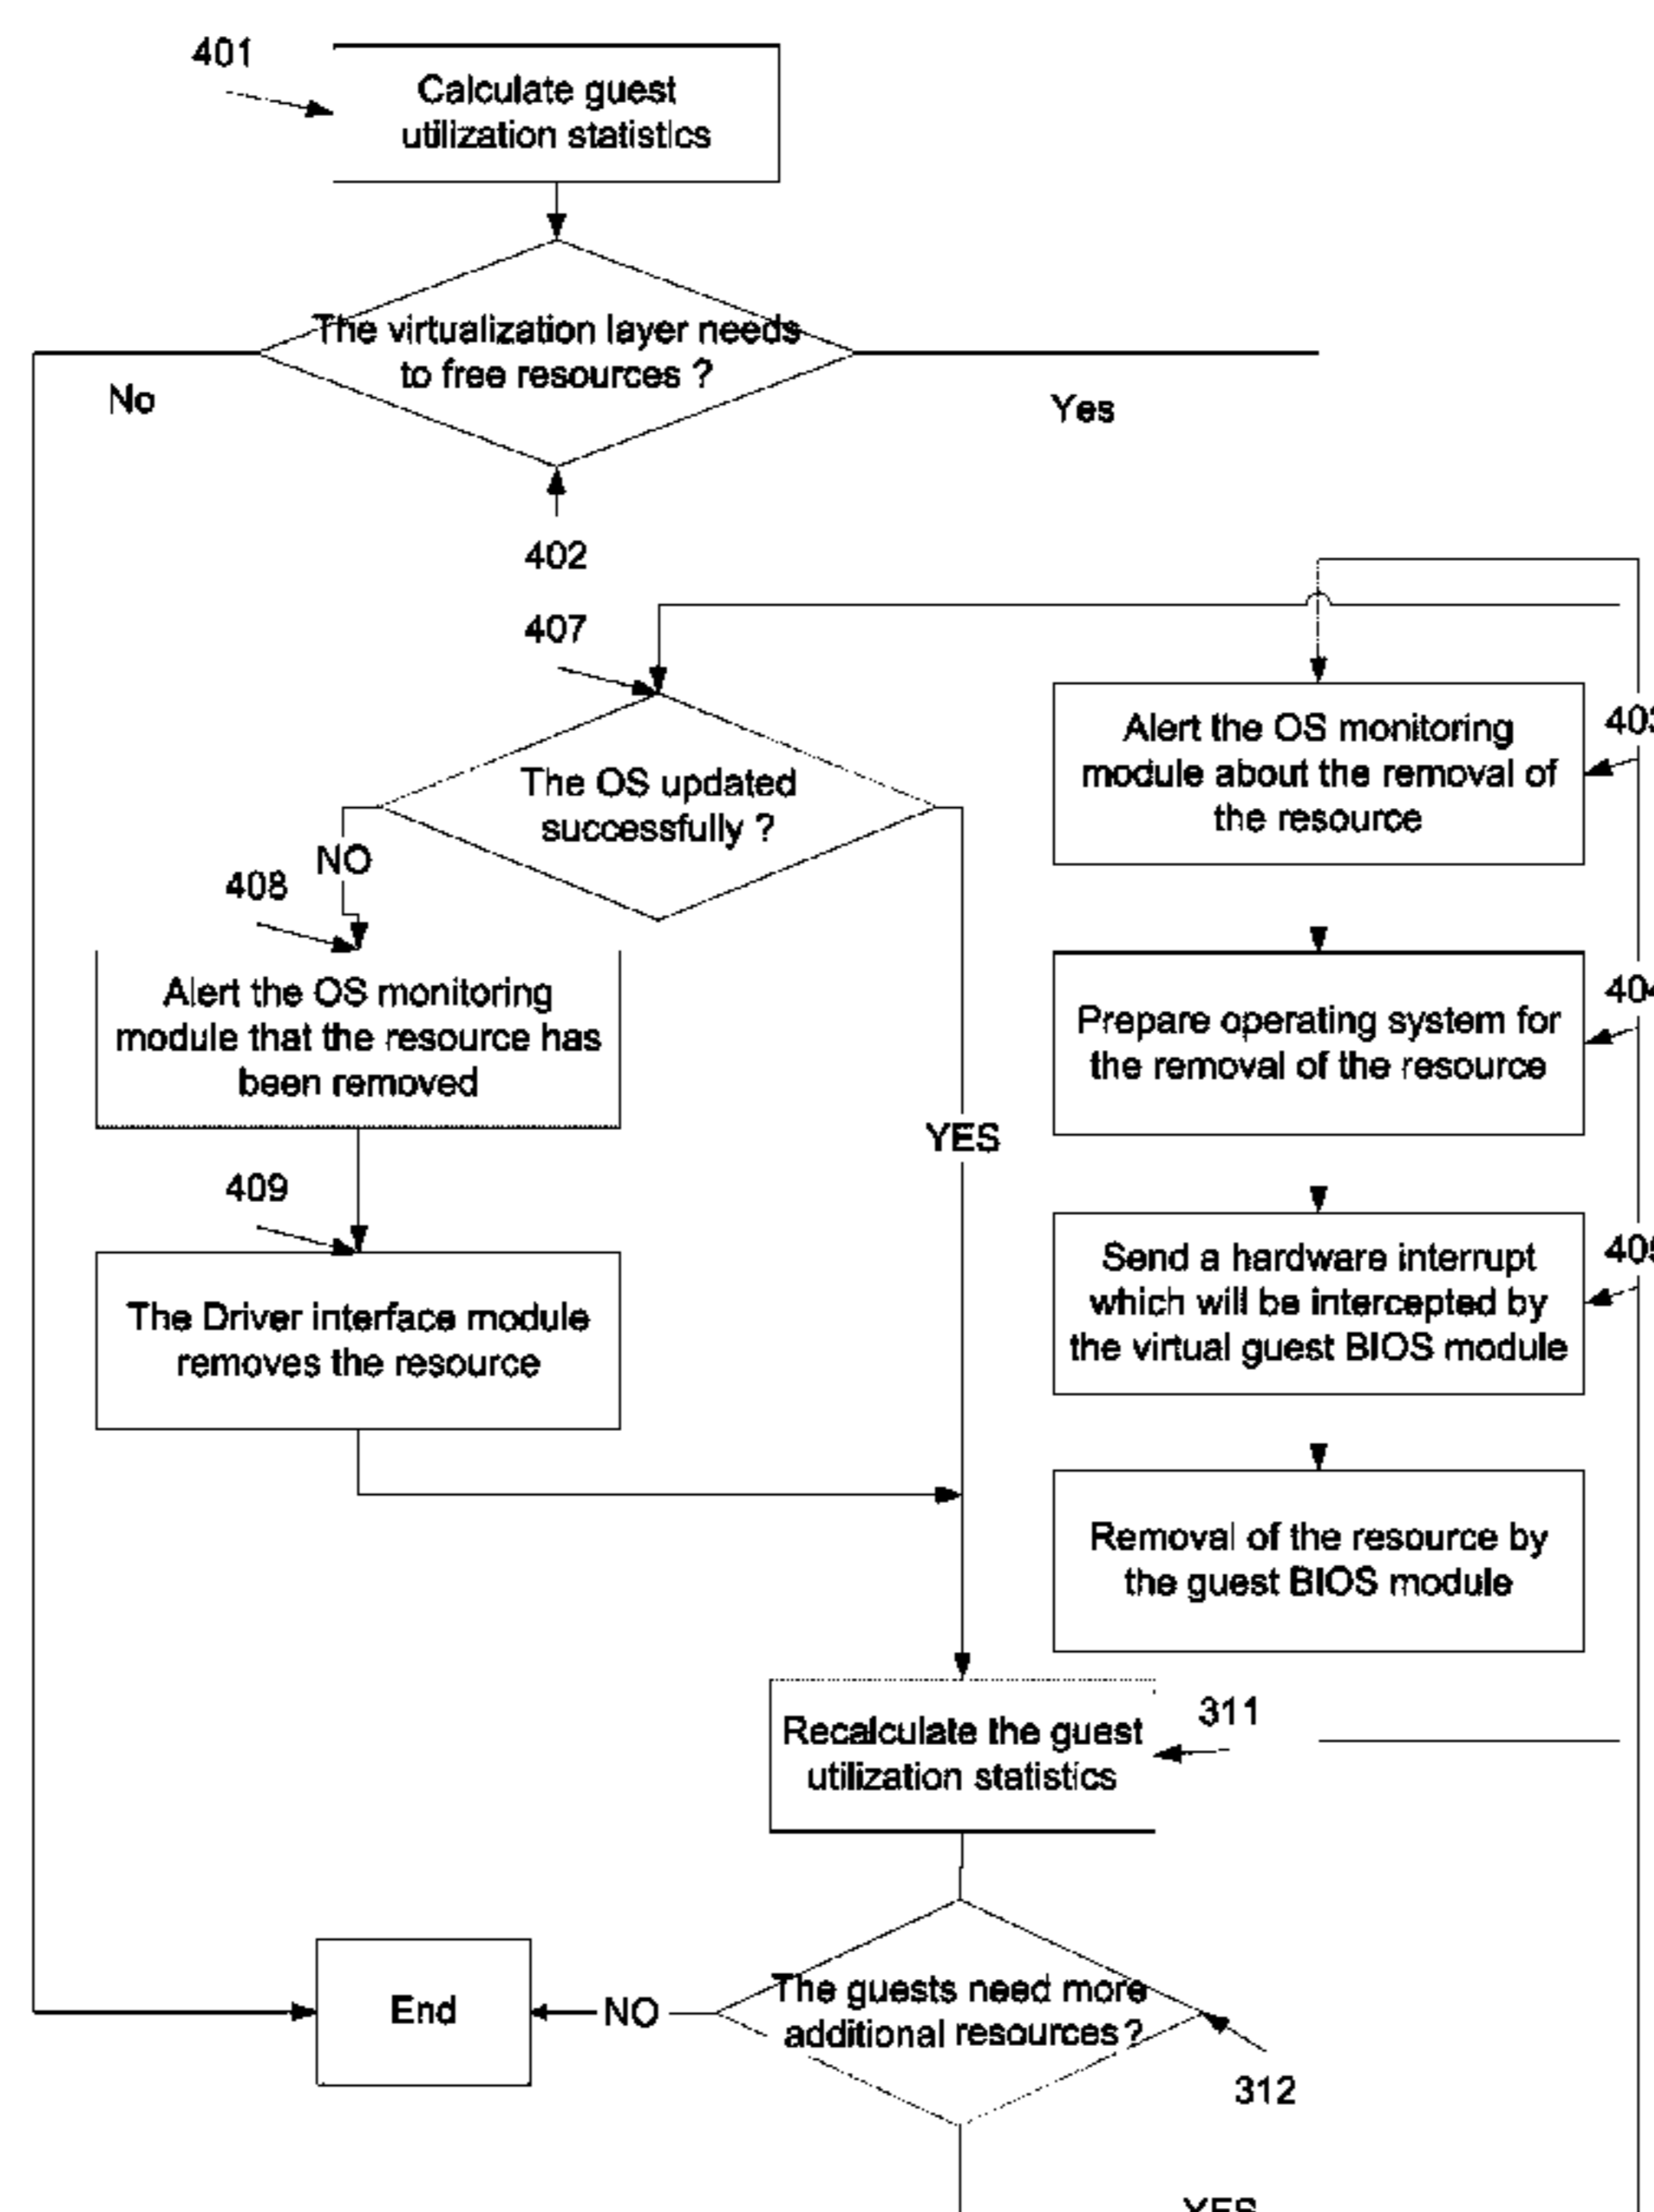 401
Calculate guest
utilization statistics
The virtualization layer needs
to free resources ?
No
Yes
402
407
The OS updated
successfully ?
NO
408
Alert the OS monitoring
module about the removal of
the resource
Alert the OS monitoring
module that the resource has
been removed
Prepare operating system for
the removal of the resource
YES
409
The Driver interface module
removes the resource
Send a hardware interrupt
which will be intercepted by
the virtual guest BIOS module
Removal of the resource by
the guest BIOS module
Recalculate the guest
utilization statistics
311
End
NO
The guests need more
additional resources ?
312
YES